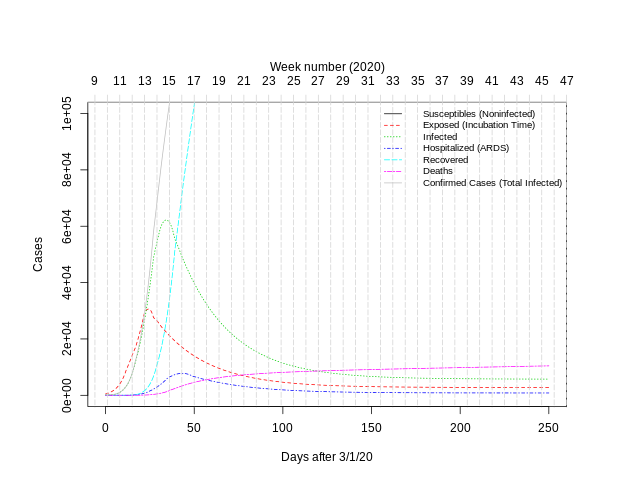 Week number (2020)
9 11 13 15 17 19 21 23 25 27 29 31 33 35 37 39 41 43 45 47
Susceptibles (Noninfected)
Exposed (Incubation Time)
Infected
Hospitalized (ARDS)
Recovered
Deaths
Confirmed Cases (Total Infected)
Cases
1e+05
8e+04
6e+04
4e+04
2e+04
0e+00
0 50 100 150 200 250
Days after 3/1/20